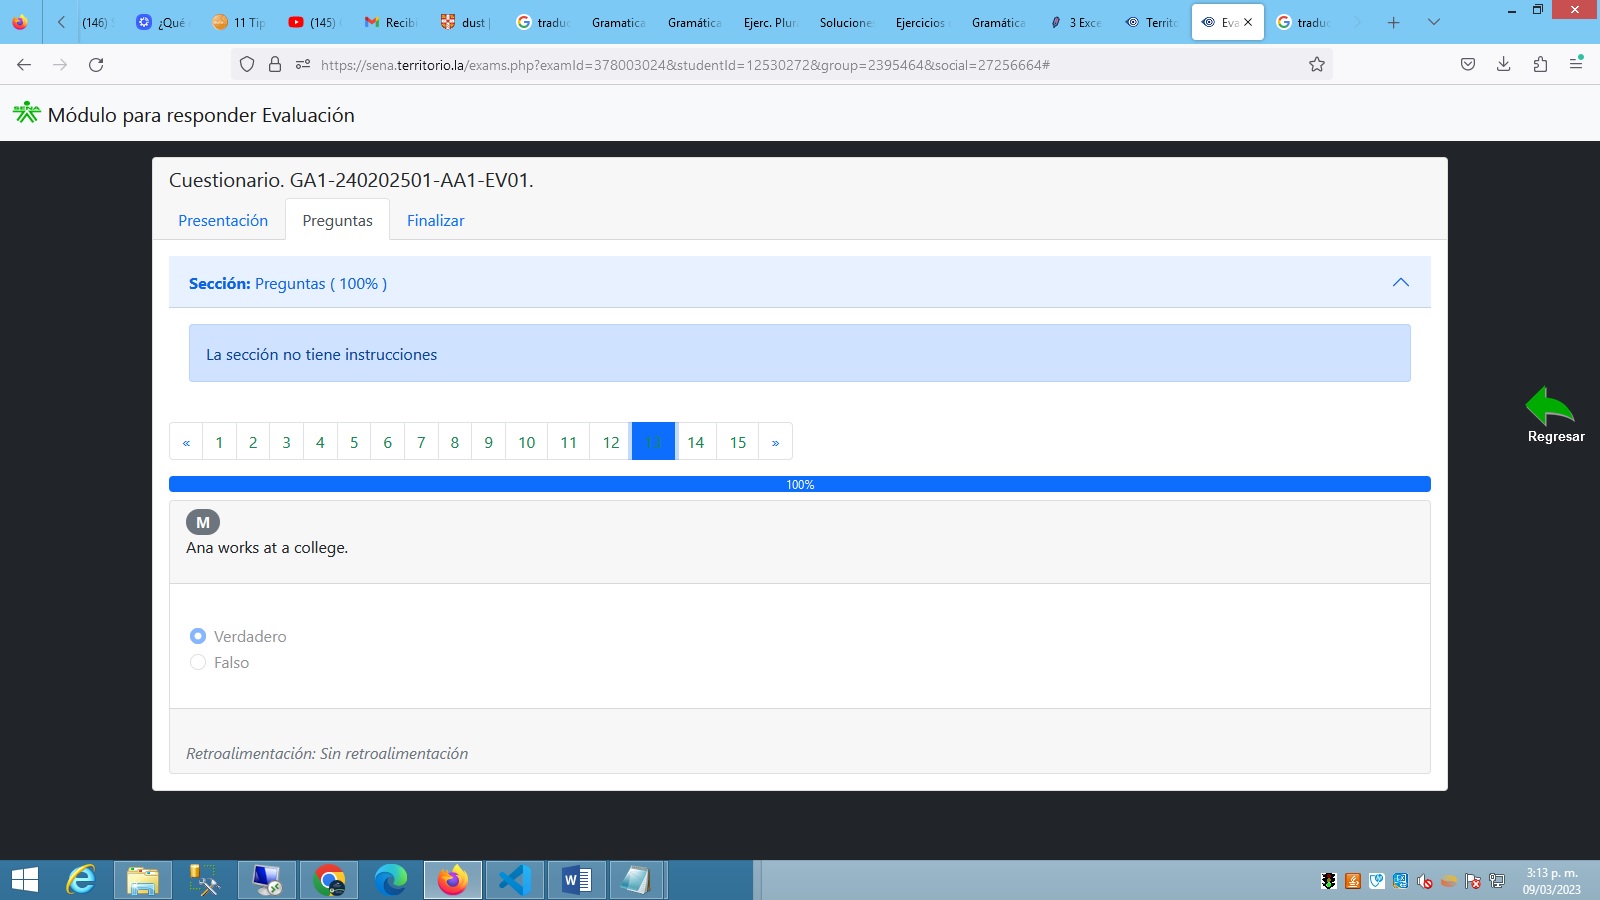 (146)
¿Qué
11 Tip
(145)
Recibi
dust |
traduc
Gramatica
Gramática
Ejerc. Plur
Soluciones
Ejercicios
Gramática
3 Exce
Territo
Eva
traduc
https://sena.territorio.la/exams.php?examId=378003024&studentId=12530272&group=2395464&social=27256664#
SENA
Módulo para responder Evaluación
Cuestionario. GA1-240202501-AA1-EV01.
Presentación
Preguntas
Finalizar
Sección: Preguntas ( 100% )
La sección no tiene instrucciones
« 1 2 3 4 5 6 7 8 9 10 11 12 13 14 15 »
100%
M
Ana works at a college.
Verdadero
Falso
Retroalimentación: Sin retroalimentación
Regresar
3:13 p. m.
09/03/2023